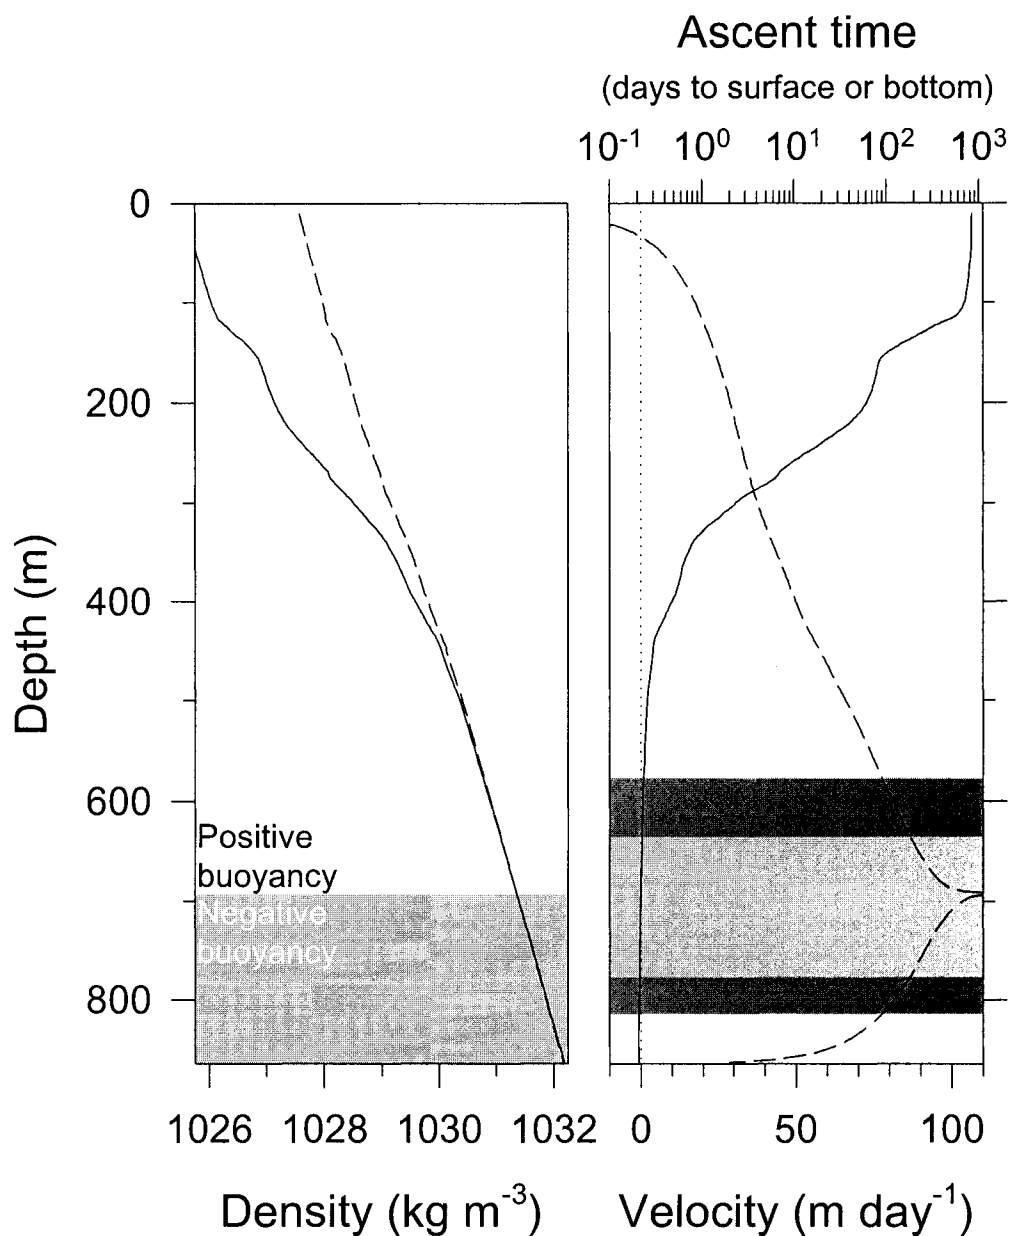 Ascent time
(days to surface or bottom)
10-1 100 101 102 103
0
200
400
600
800
Depth (m)
Positive
buoyancy
Negative
buoyancy
1026 1028 1030 1032
0 50 100
Density (kg m-3)
Velocity (m day-1)